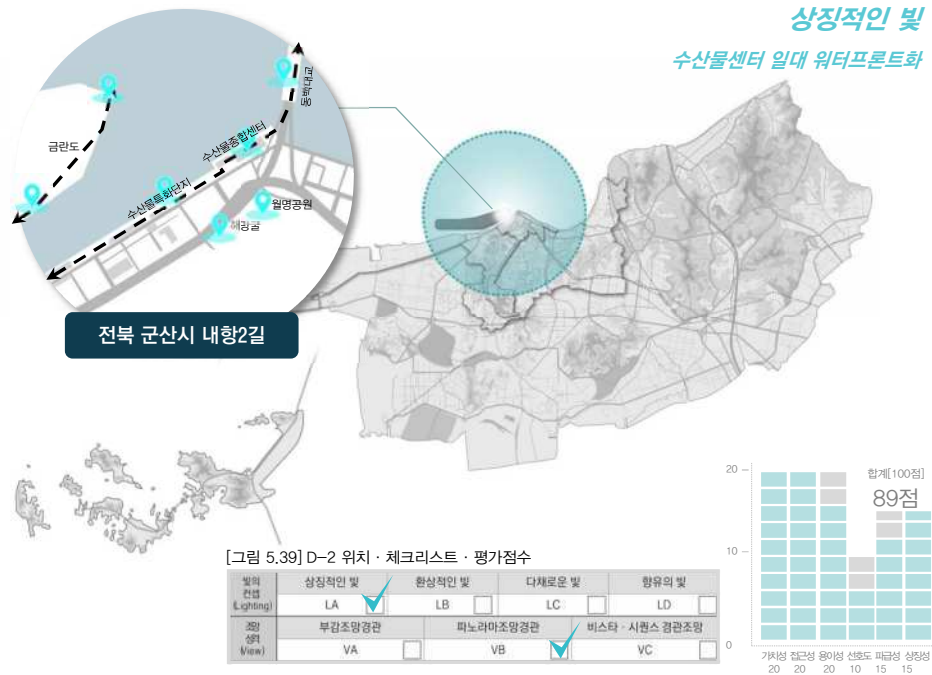 상징적인 빛
수산물센터 일대 워터프론트화
동백대교
금란도
수산물종합센터
수산물특화단지
월명공원
해망굴
전북 군산시 내항2길
합계[100점]
89점
20
10
0
가치성 접근성 용이성 선호도 파급성 상징성
20 20 20 10 15 15
[그림 5.39] D-2 위치 · 체크리스트 · 평가점수
빛의 컨셉 (Lighting)
상징적인 빛 환상적인 빛 다채로운 빛 향유의 빛
LA LB LC LD
조망 성격 (View)
부감조망경관 파노라마조망경관 비스타 · 시퀀스 경관조망
VA VB VC